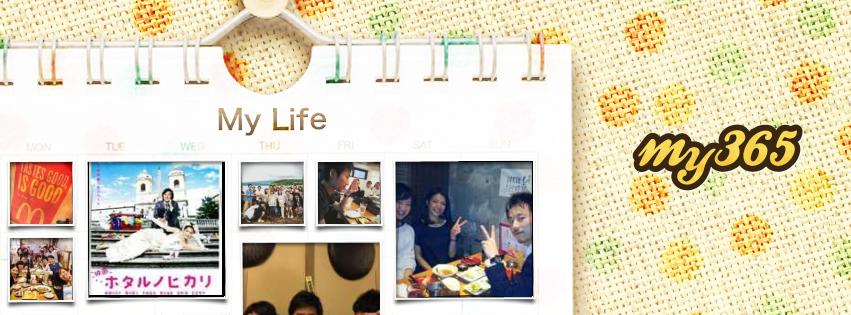 My Life
MON TUE WED THU FRI SAT SUN
my365
TASTES GOOD,
IS GOOD
ホタルノヒカリ